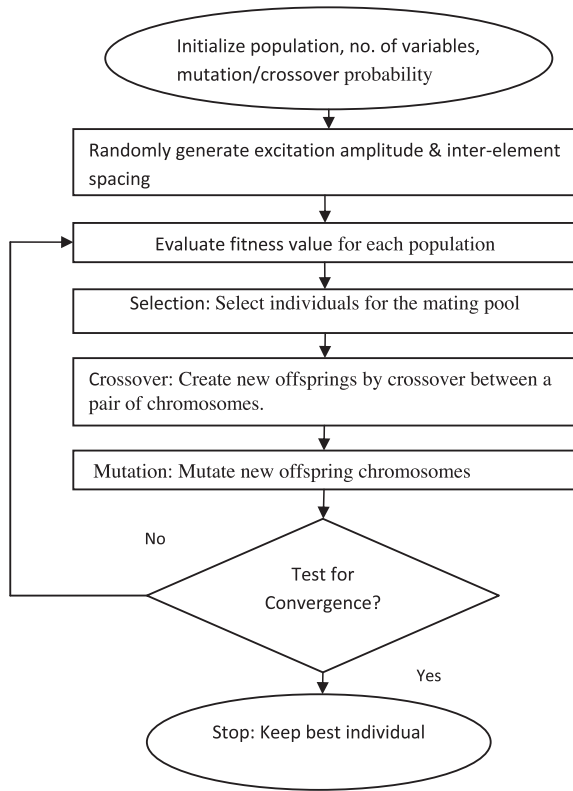 Initialize population, no. of variables,
mutation/crossover probability
Randomly generate excitation amplitude & inter-element
spacing
Evaluate fitness value for each population
Selection: Select individuals for the mating pool
Crossover: Create new offsprings by crossover between a
pair of chromosomes.
Mutation: Mutate new offspring chromosomes
No
Test for
Convergence?
Yes
Stop: Keep best individual